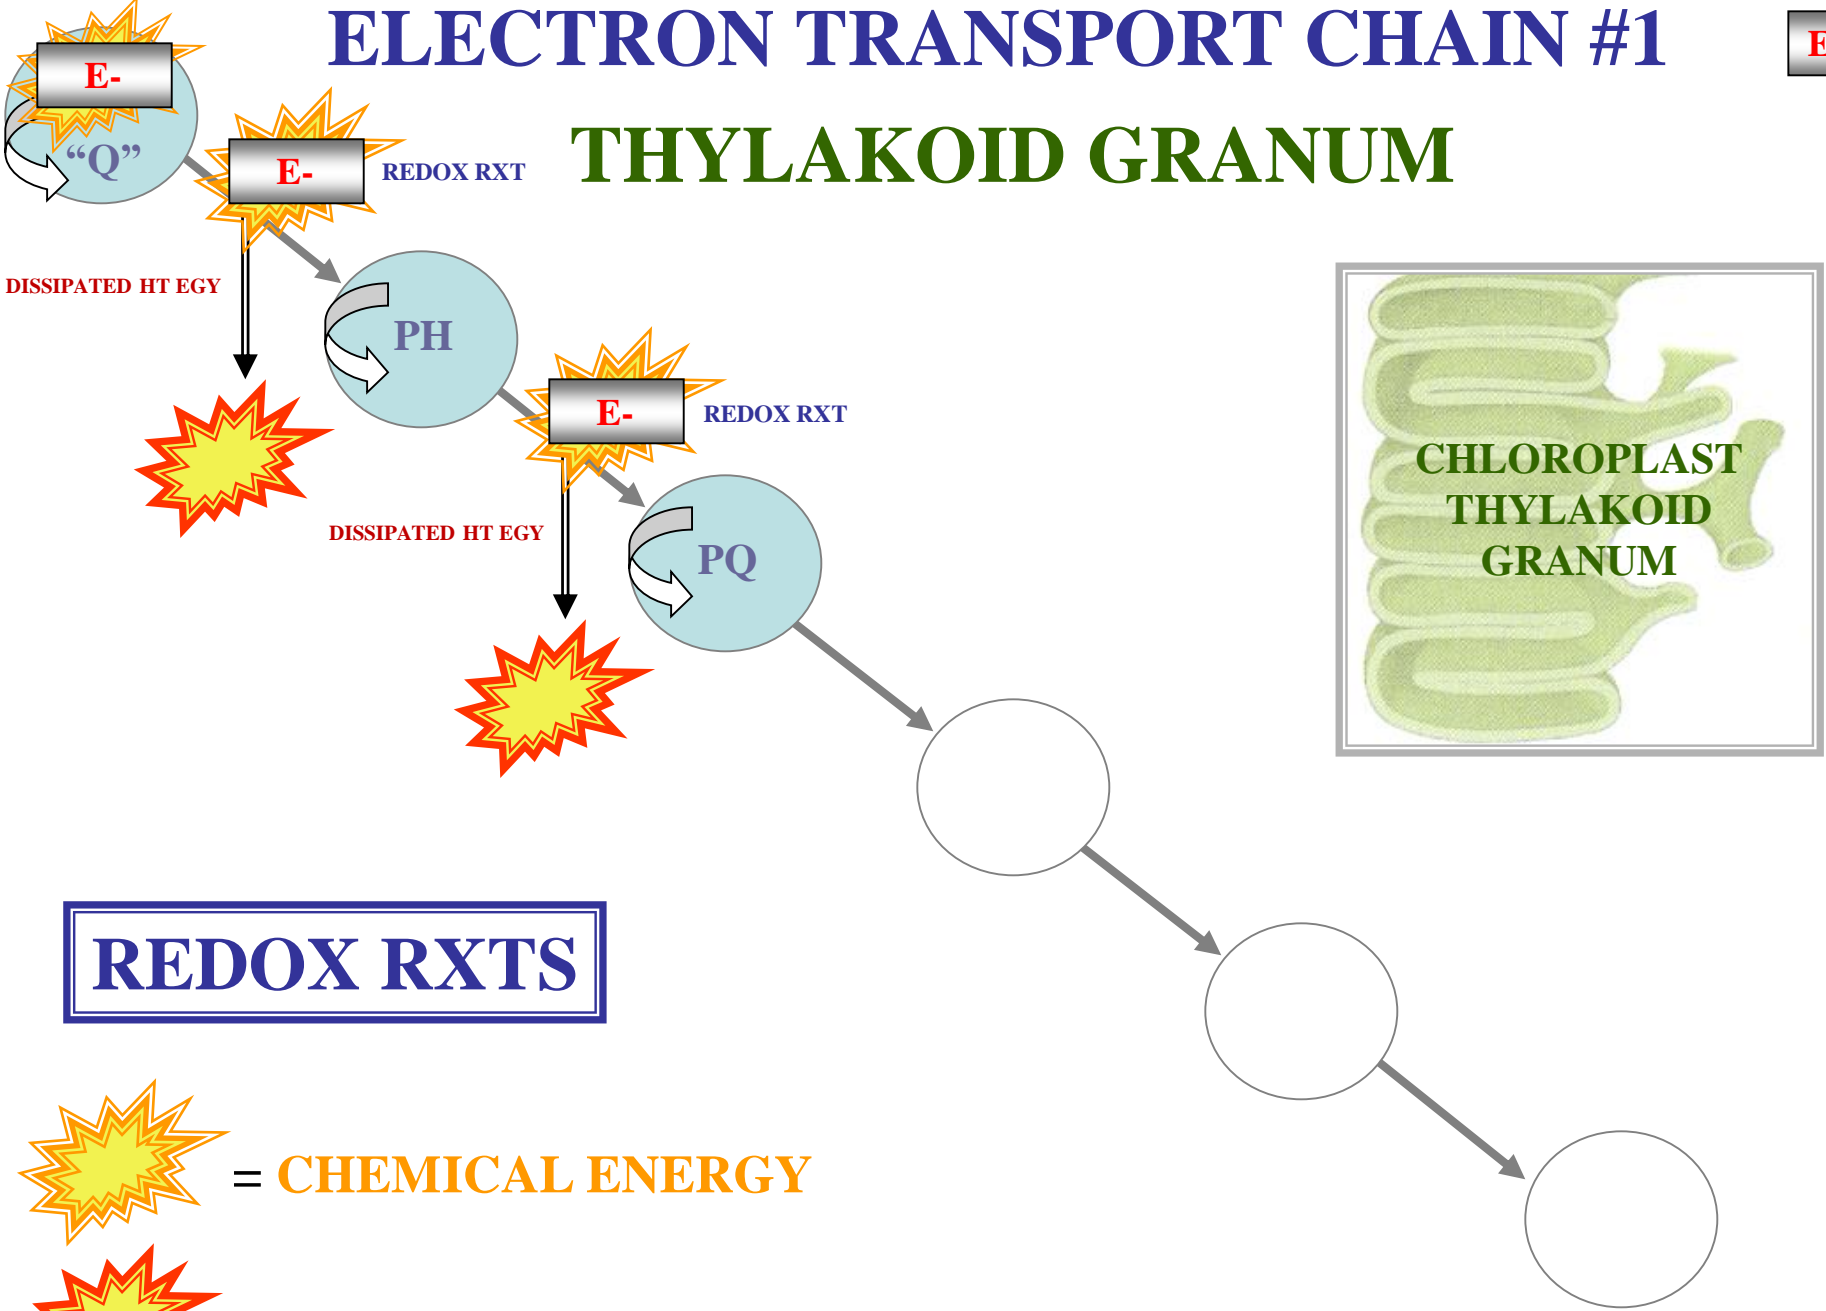 ELECTRON TRANSPORT CHAIN #1
E-
THYLAKOID GRANUM
“Q”
E-
REDOX RXT
DISSIPATED HT EGY
PH
E-
REDOX RXT
DISSIPATED HT EGY
PQ
CHLOROPLAST
THYLAKOID
GRANUM
REDOX RXTS
= CHEMICAL ENERGY